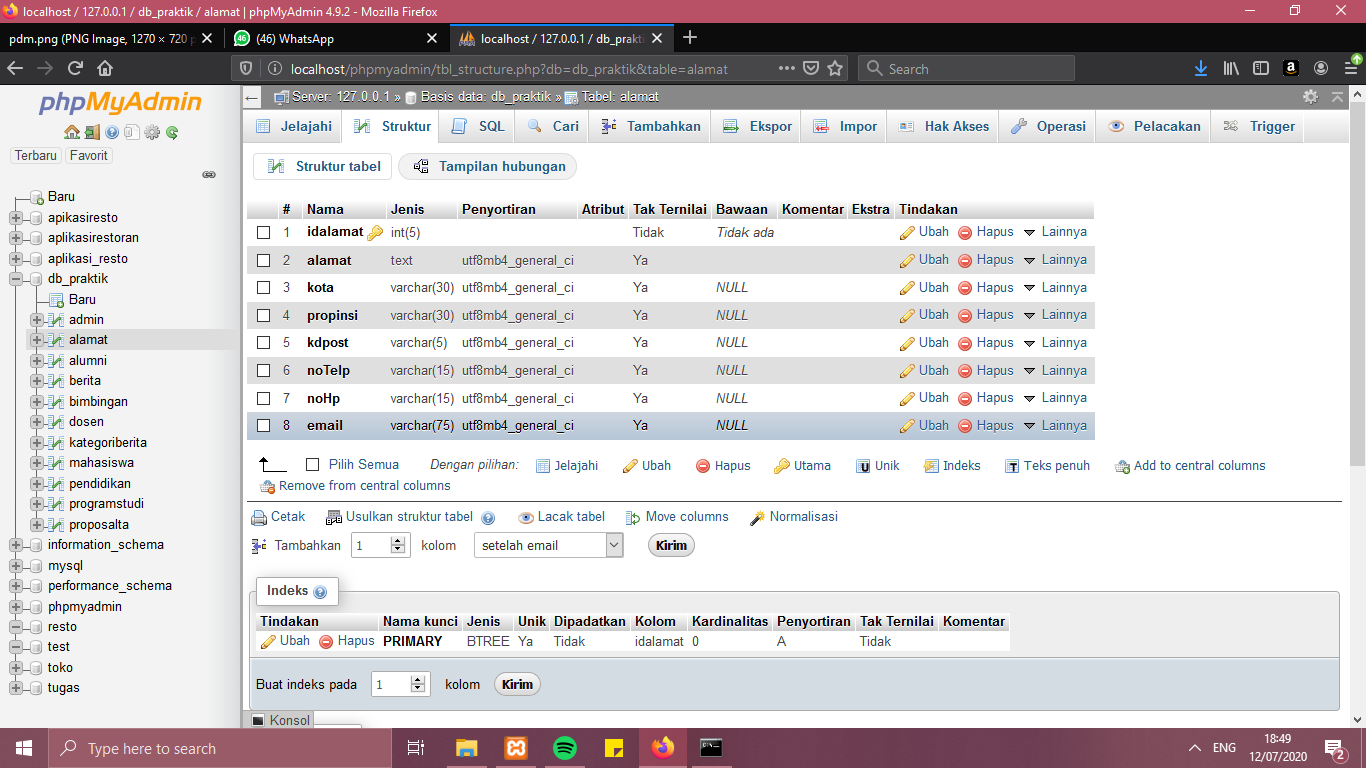 localhost / 127.0.0.1 / db_praktik / alamat | phpMyAdmin 4.9.2 - Mozilla Firefox
pdm.png (PNG Image, 1270 × 720 p
(46) WhatsApp
localhost / 127.0.0.1 / db_prakt
localhost/phpmyadmin/tbl_structure.php?db=db_praktik&table=alamat
Search
phpMyAdmin
Terbaru Favorit
Baru
apikasiresto
aplikasirestoran
aplikasi_resto
db_praktik
Baru
admin
alamat
alumni
berita
bimbingan
dosen
kategoriberita
mahasiswa
pendidikan
programstudi
proposalta
information_schema
mysql
performance_schema
phpmyadmin
resto
test
toko
tugas
Server: 127.0.0.1 » Basis data: db_praktik » Tabel: alamat
Jelajahi Struktur SQL Cari Tambahkan Ekspor Impor Hak Akses Operasi Pelacakan Trigger
Struktur tabel Tampilan hubungan
# Nama Jenis Penyortiran Atribut Tak Ternilai Bawaan Komentar Ekstra Tindakan
1 idalamat int(5) Tidak Tidak ada Ubah Hapus Lainnya
2 alamat text utf8mb4_general_ci Ya Ubah Hapus Lainnya
3 kota varchar(30) utf8mb4_general_ci Ya NULL Ubah Hapus Lainnya
4 propinsi varchar(30) utf8mb4_general_ci Ya NULL Ubah Hapus Lainnya
5 kdpost varchar(5) utf8mb4_general_ci Ya NULL Ubah Hapus Lainnya
6 noTelp varchar(15) utf8mb4_general_ci Ya NULL Ubah Hapus Lainnya
7 noHp varchar(15) utf8mb4_general_ci Ya NULL Ubah Hapus Lainnya
8 email varchar(75) utf8mb4_general_ci Ya NULL Ubah Hapus Lainnya
Pilih Semua Dengan pilihan: Jelajahi Ubah Hapus Utama Unik Indeks Teks penuh Add to central columns
Remove from central columns
Cetak Usulkan struktur tabel Lacak tabel Move columns Normalisasi
Tambahkan 1 kolom setelah email Kirim
Indeks
Tindakan Nama kunci Jenis Unik Dipadatkan Kolom Kardinalitas Penyortiran Tak Ternilai Komentar
Ubah Hapus PRIMARY BTREE Ya Tidak idalamat 0 A Tidak
Buat indeks pada 1 kolom Kirim
Konsol
Type here to search
ENG
18:49
12/07/2020
2